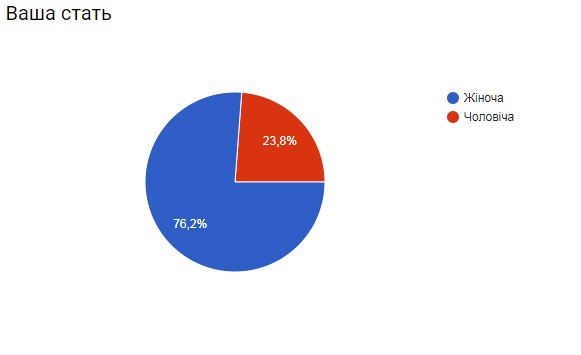 Ваша стать
Жіноча
Чоловіча
23,8%
76,2%